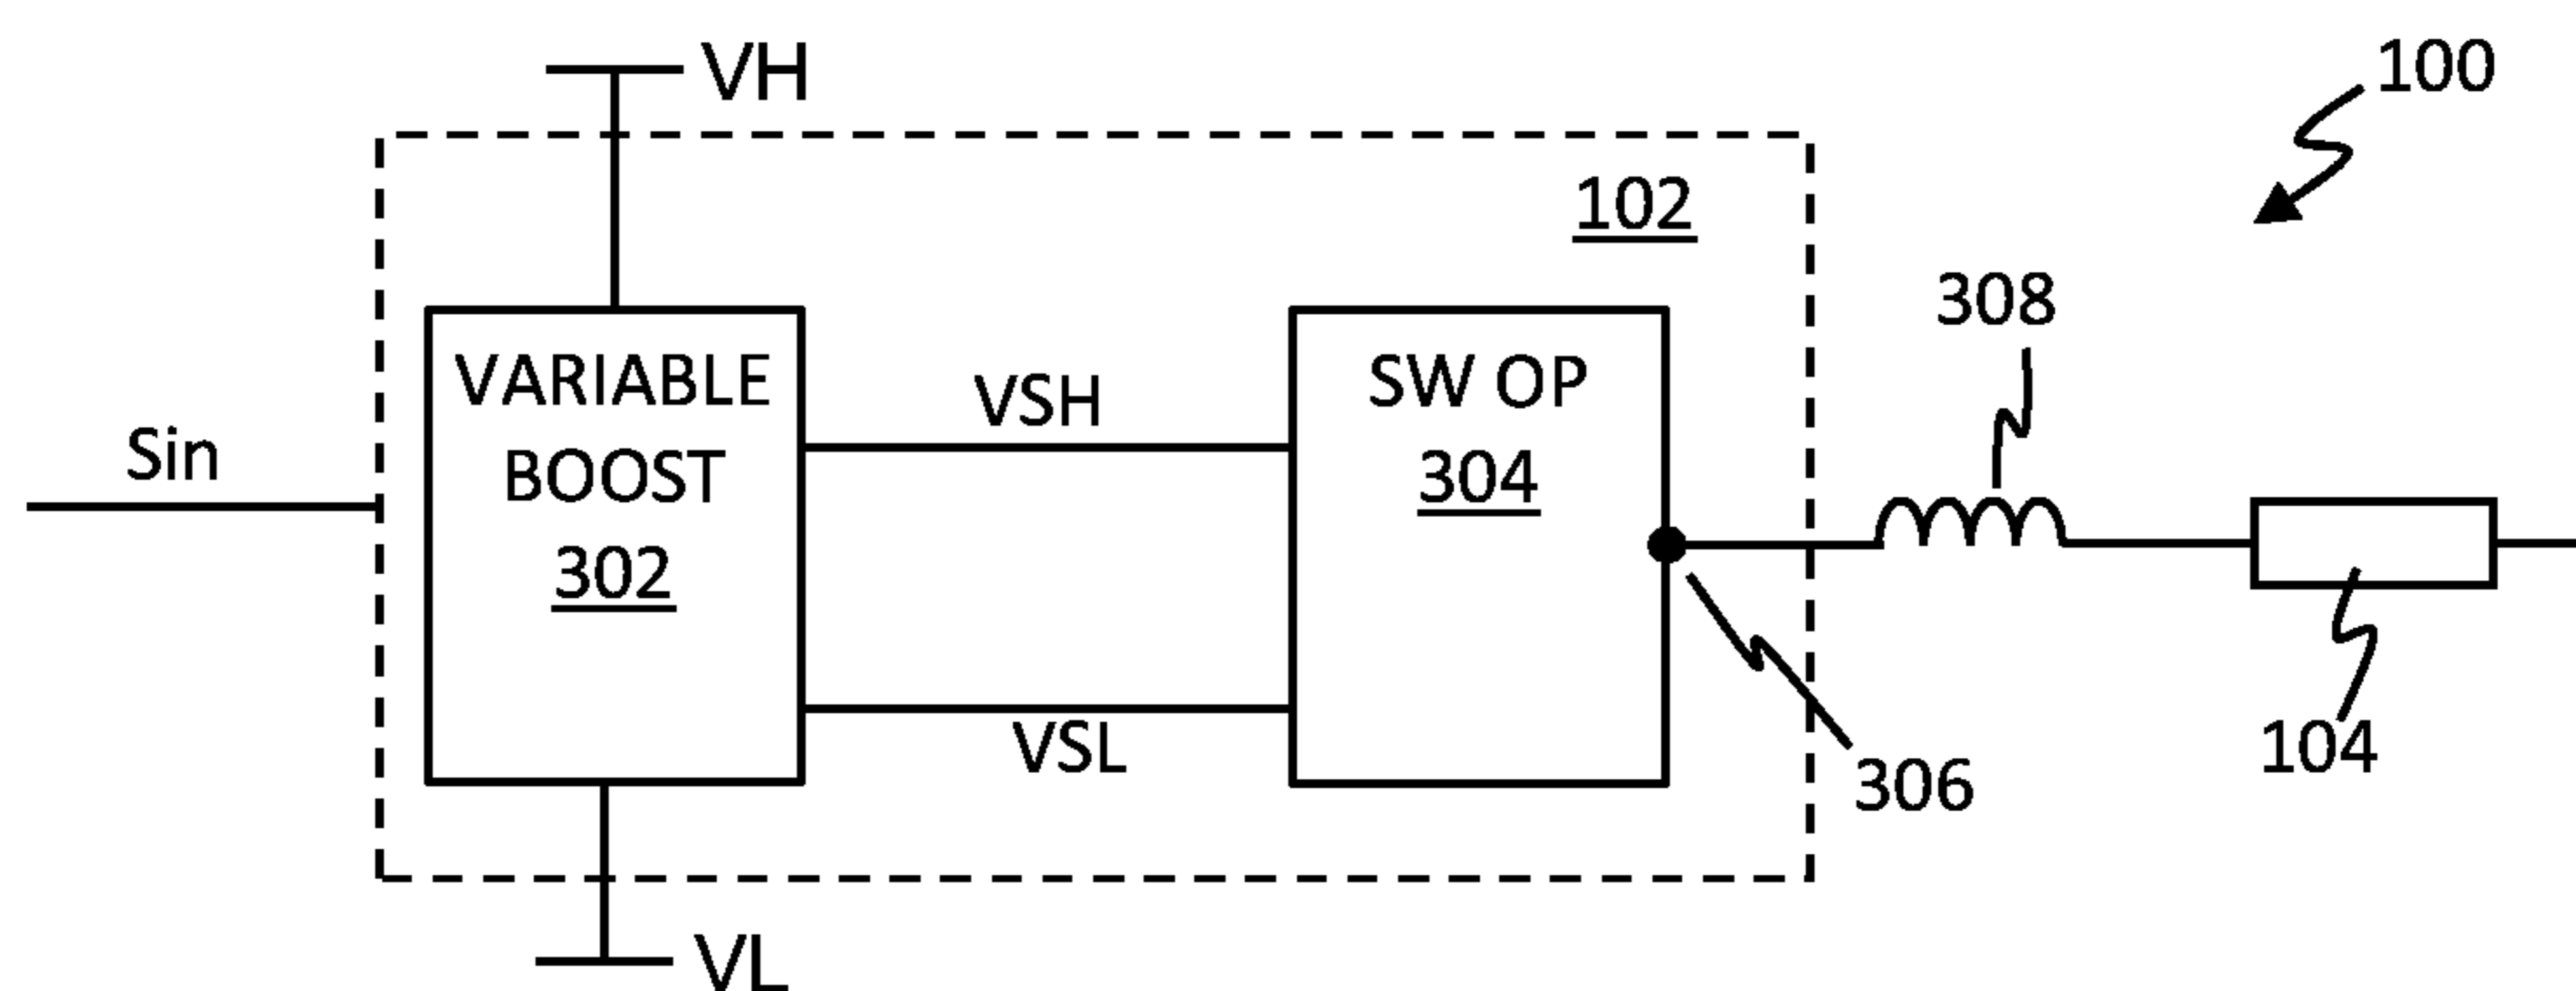 VH
100
102
308
VARIABLE
BOOST
302
SW OP
304
VSH
Sin
VSL
306
104
VL